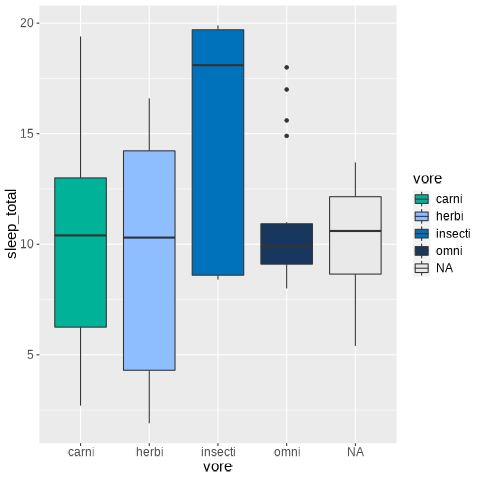 20
15
10
5
sleep_total
carni herbi insecti omni NA
vore
vore
carni
herbi
insecti
omni
NA